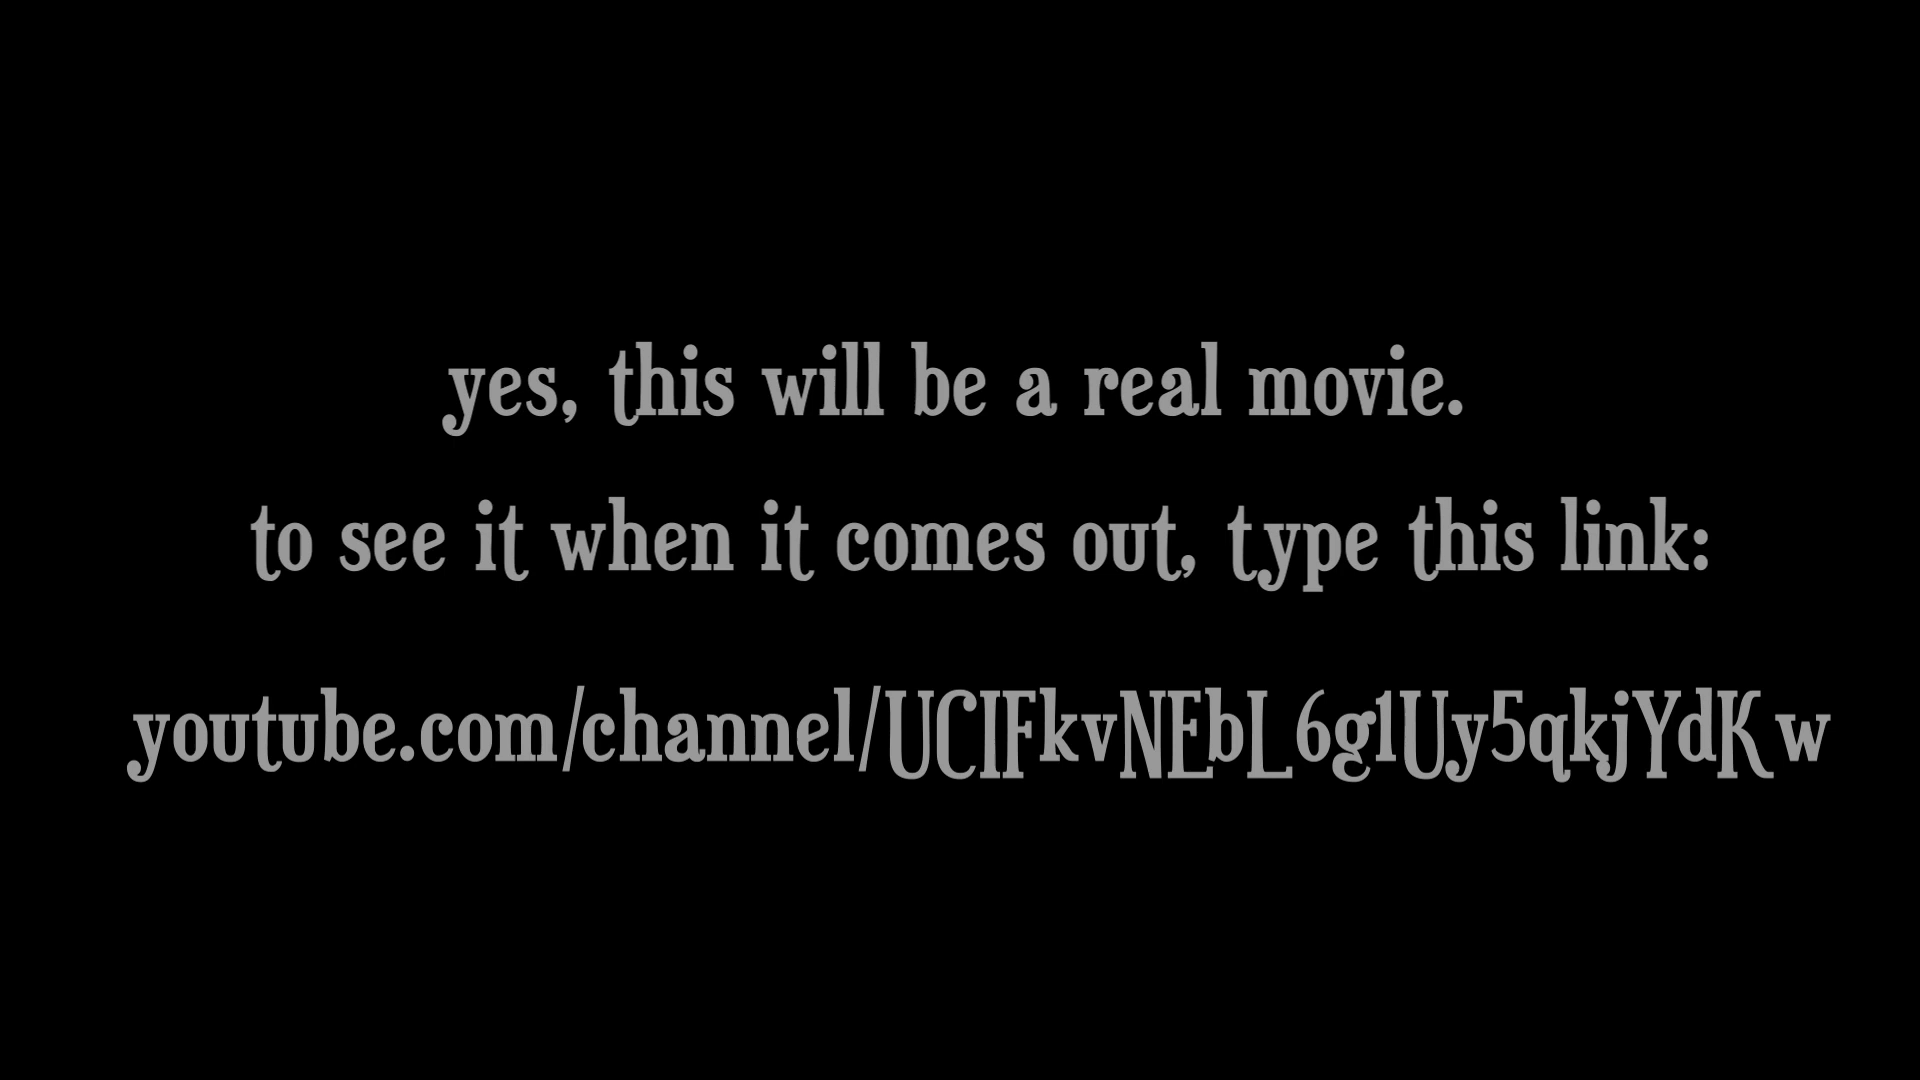 yes, this will be a real movie.
to see it when it comes out, type this link:
youtube.com/channel/UCIFkvNEbL6g1Uy5qkjYdKw